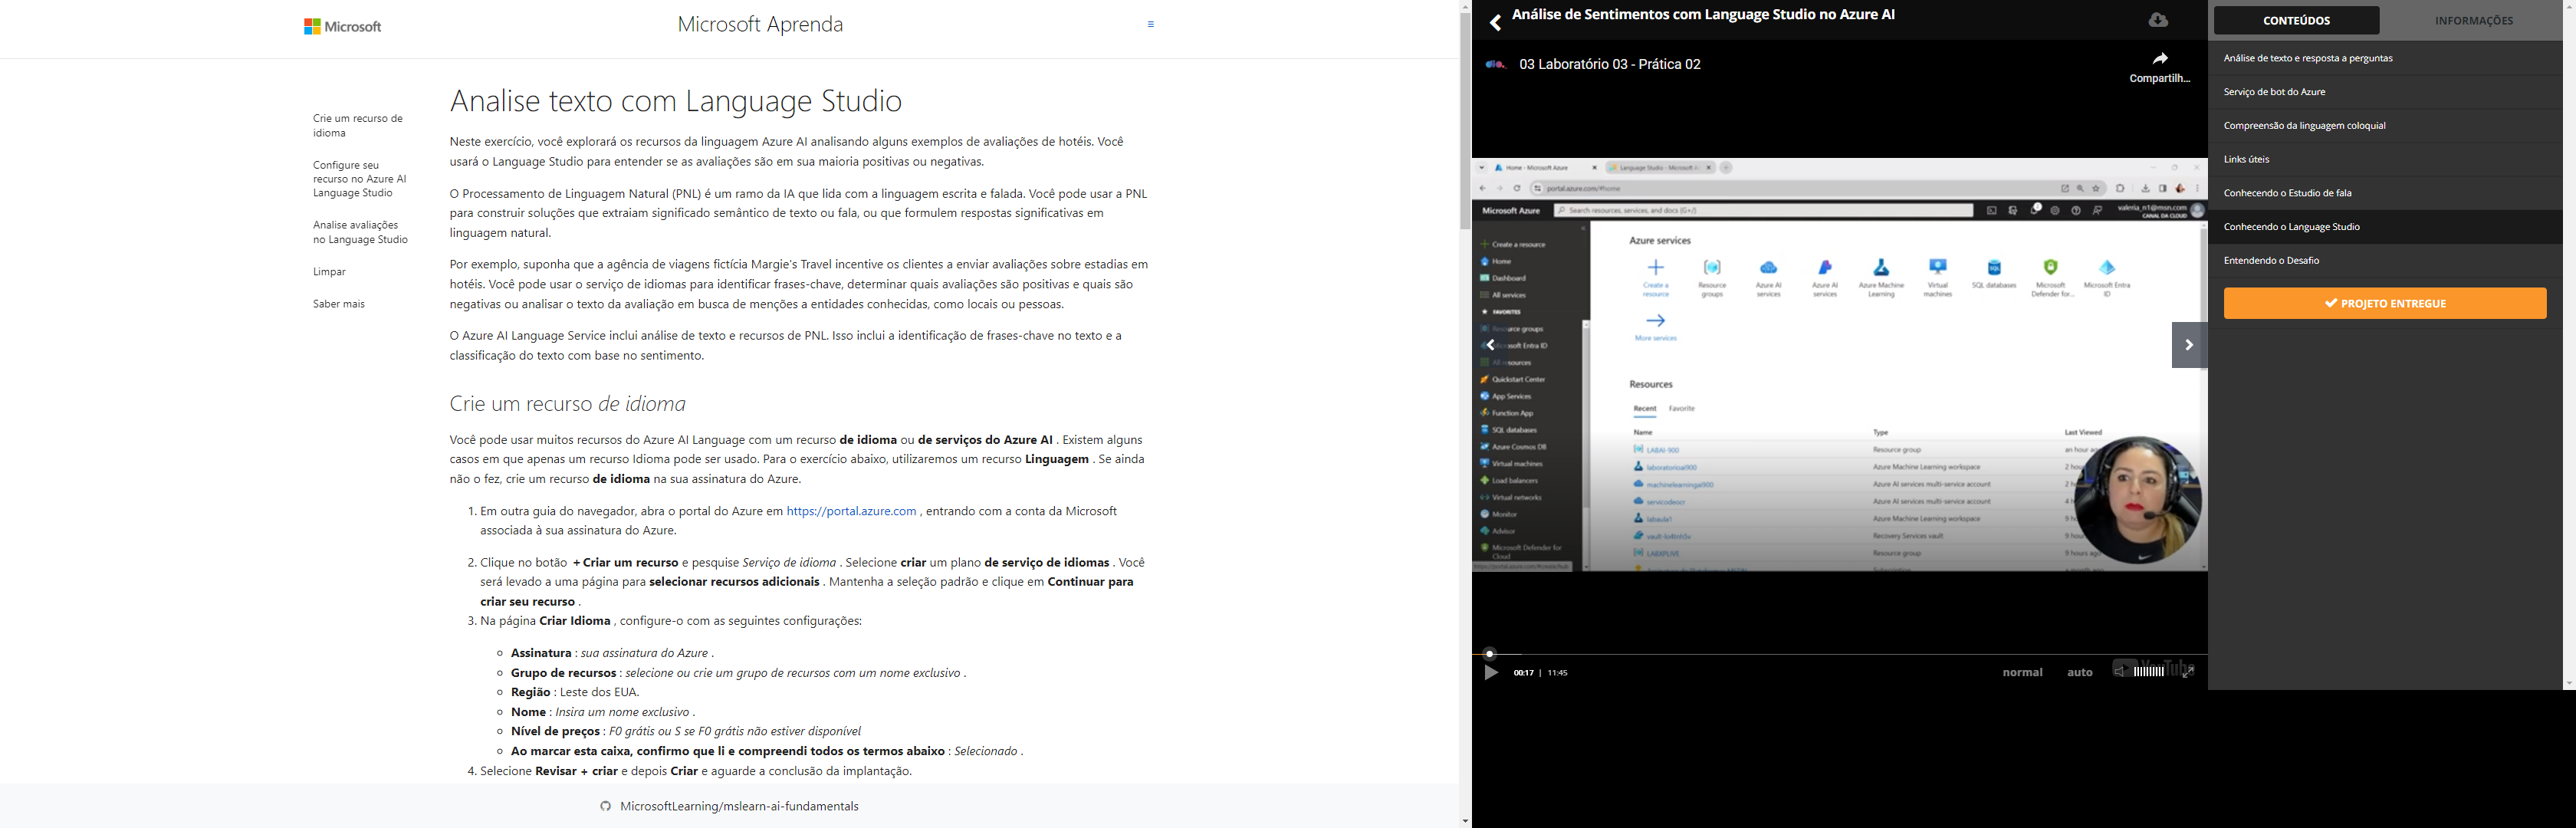 Microsoft
Microsoft Aprenda
Crie um recurso de
idioma
Configure seu
recurso no Azure AI
Language Studio
Analise avaliações
no Language Studio
Limpar
Saber mais
Analise texto com Language Studio
Neste exercício, você explorará os recursos da linguagem Azure AI analisando alguns exemplos de avaliações de hotéis. Você
usará o Language Studio para entender se as avaliações são em sua maioria positivas ou negativas.
O Processamento de Linguagem Natural (PNL) é um ramo da IA que lida com a linguagem escrita e falada. Você pode usar a PNL
para construir soluções que extraiam significado semântico de texto ou fala, ou que formulem respostas significativas em
linguagem natural.
Por exemplo, suponha que a agência de viagens fictícia Margie's Travel incentive os clientes a enviar avaliações sobre estadias em
hotéis. Você pode usar o serviço de idiomas para identificar frases-chave, determinar quais avaliações são positivas e quais são
negativas ou analisar o texto da avaliação em busca de menções a entidades conhecidas, como locais ou pessoas.
O Azure AI Language Service inclui análise de texto e recursos de PNL. Isso inclui a identificação de frases-chave no texto e a
classificação do texto com base no sentimento.
Crie um recurso de idioma
Você pode usar muitos recursos do Azure AI Language com um recurso de idioma ou de serviços do Azure AI . Existem alguns
casos em que apenas um recurso Idioma pode ser usado. Para o exercício abaixo, utilizaremos um recurso Linguagem . Se ainda
não o fez, crie um recurso de idioma na sua assinatura do Azure.
1. Em outra guia do navegador, abra o portal do Azure em https://portal.azure.com , entrando com a conta da Microsoft
associada à sua assinatura do Azure.
2. Clique no botão +Criar um recurso e pesquise Serviço de idioma . Selecione criar um plano de serviço de idiomas . Você
será levado a uma página para selecionar recursos adicionais . Mantenha a seleção padrão e clique em Continuar para
criar seu recurso .
3. Na página Criar Idioma , configure-o com as seguintes configurações:
Assinatura : sua assinatura do Azure .
Grupo de recursos : selecione ou crie um grupo de recursos com um nome exclusivo .
Região : Leste dos EUA.
Nome : Insira um nome exclusivo .
Nível de preços : F0 grátis ou S se F0 grátis não estiver disponível
Ao marcar esta caixa, confirmo que li e compreendi todos os termos abaixo : Selecionado .
4. Selecione Revisar + criar e depois Criar e aguarde a conclusão da implantação.
MicrosoftLearning/mslearn-ai-fundamentals
Análise de Sentimentos com Language Studio no Azure AI
dio.
03 Laboratório 03 - Prática 02
Compartilh...
Home - Microsoft Azure
Language Studio - Microsoft A
portal.azure.com/#home
Microsoft Azure
Search resources, services, and docs (G+/)
valeria_n1@msn.com
CANAL DA CLOUD
Create a resource
Home
Dashboard
All services
FAVORITES
Resource groups
Microsoft Entra ID
All resources
Quickstart Center
App Services
Function App
SQL databases
Azure Cosmos DB
Virtual machines
Load balancers
Virtual networks
Monitor
Advisor
Microsoft Defender for
Cloud
Azure services
Create a
resource
Resource
groups
Azure AI
services
Azure AI
services
Azure Machine
Learning
Virtual
machines
SQL databases
Microsoft
Defender for...
Microsoft Entra
ID
More services
Resources
Recent
Favorite
Name
Type
Last Viewed
LABAI-900
Resource group
an hour ago
laboratorioai900
Azure Machine Learning workspace
2 hour
machinelearningai900
Azure AI services multi-service account
2 hou
servicodescr
Azure AI services multi-service account
4 h
labaula1
Azure Machine Learning workspace
9 h
Recovery Services vault
9 hour
LABXPLIV8
Resource group
9 hours ago
00:17 | 11:45
normal
auto
YouTube
CONTEÚDOS
INFORMAÇÕES
Análise de texto e resposta a perguntas
Serviço de bot do Azure
Compreensão da linguagem coloquial
Links úteis
Conhecendo o Estudio de fala
Conhecendo o Language Studio
Entendendo o Desafio
PROJETO ENTREGUE